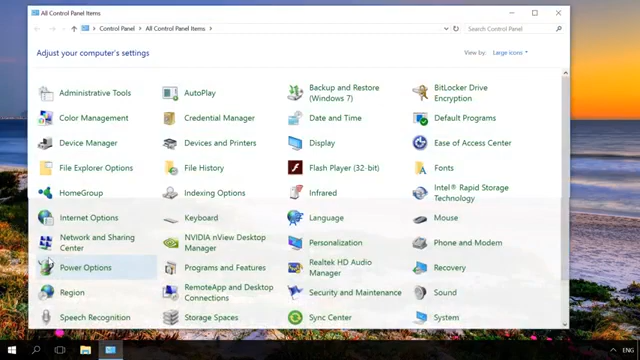 All Control Panel Items
Control Panel
All Control Panel Items
Search Control Panel
Adjust your computer's settings
View by:
Large icons
Administrative Tools
AutoPlay
Backup and Restore
(Windows 7)
BitLocker Drive
Encryption
Color Management
Credential Manager
Date and Time
Default Programs
Device Manager
Devices and Printers
Display
Ease of Access Center
File Explorer Options
File History
Flash Player (32-bit)
Fonts
HomeGroup
Indexing Options
Infrared
Intel® Rapid Storage
Technology
Internet Options
Keyboard
Language
Mouse
Network and Sharing
Center
NVIDIA nView Desktop
Manager
Personalization
Phone and Modem
Power Options
Programs and Features
Realtek HD Audio
Manager
Recovery
Region
RemoteApp and Desktop
Connections
Security and Maintenance
Sound
Speech Recognition
Storage Spaces
Sync Center
System
ENG